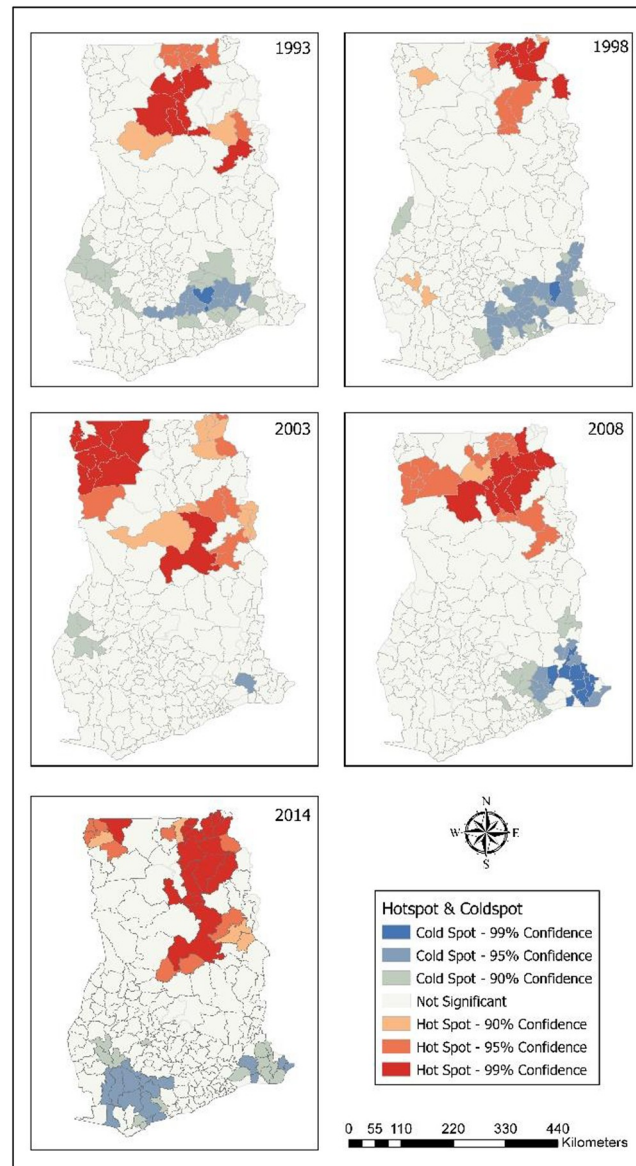 1993
1998
2003
2008
2014
N
W E
S
Hotspot & Coldspot
Cold Spot - 99% Confidence
Cold Spot - 95% Confidence
Cold Spot - 90% Confidence
Not Significant
Hot Spot - 90% Confidence
Hot Spot - 95% Confidence
Hot Spot - 99% Confidence
0 55 110 220 330 440
Kilometers